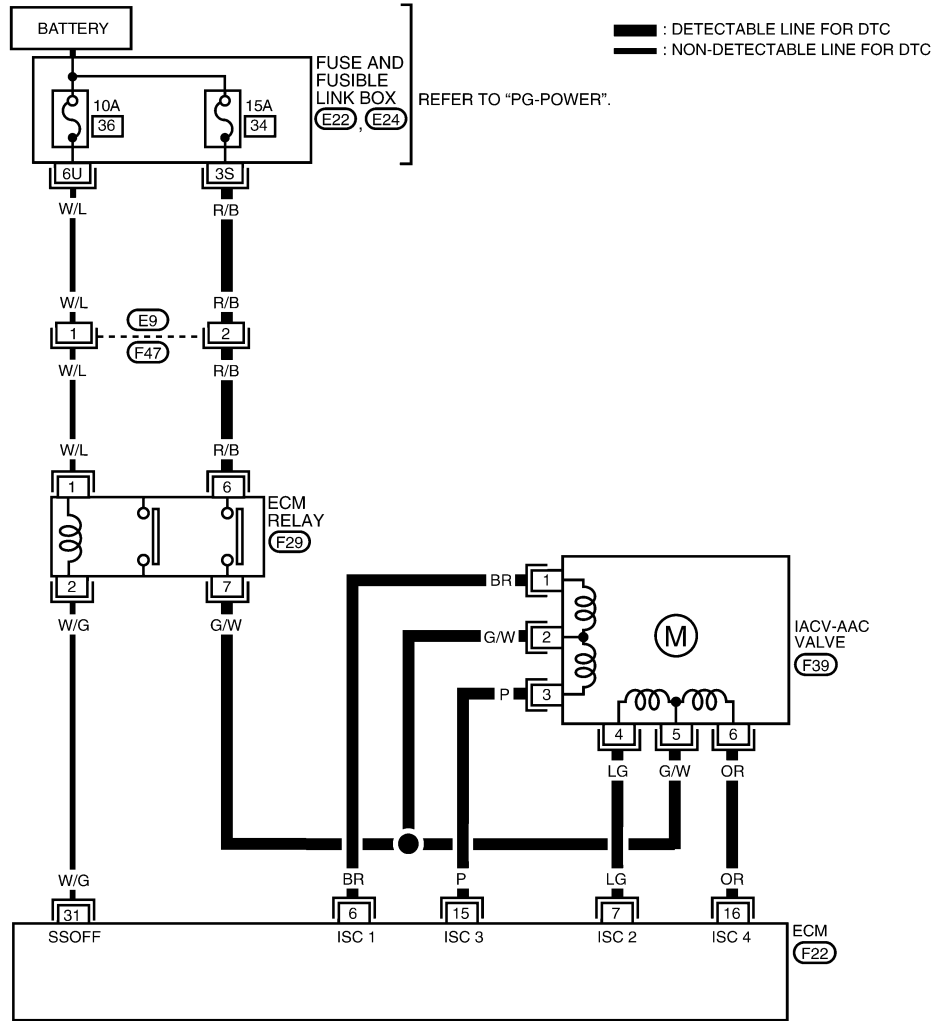 BATTERY
: DETECTABLE LINE FOR DTC
: NON-DETECTABLE LINE FOR DTC
FUSE AND
FUSIBLE
LINK BOX
E22 , E24
REFER TO “PG-POWER”.
10A
36
15A
34
6U
3S
W/L
R/B
W/L
R/B
1
E9
F47
2
W/L
R/B
W/L
R/B
1
6
ECM
RELAY
F29
2
7
W/G
G/W
BR
1
G/W
2
P
3
M
IACV-AAC
VALVE
F39
4
5
6
LG
G/W
OR
W/G
BR
P
LG
OR
31
6
15
7
16
SSOFF
ISC 1
ISC 3
ISC 2
ISC 4
ECM
F22